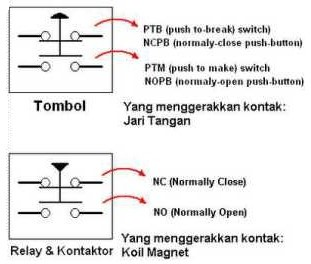 PTB (push to-break) switch
NCPB (normaly-close push-button)
PTM (push to make) switch
NOPB (normaly-open push-button)
Tombol
Yang menggerakkan kontak:
Jari Tangan
NC (Normally Close)
NO (Normally Open)
Relay & Kontaktor
Yang menggerakkan kontak:
Koil Magnet